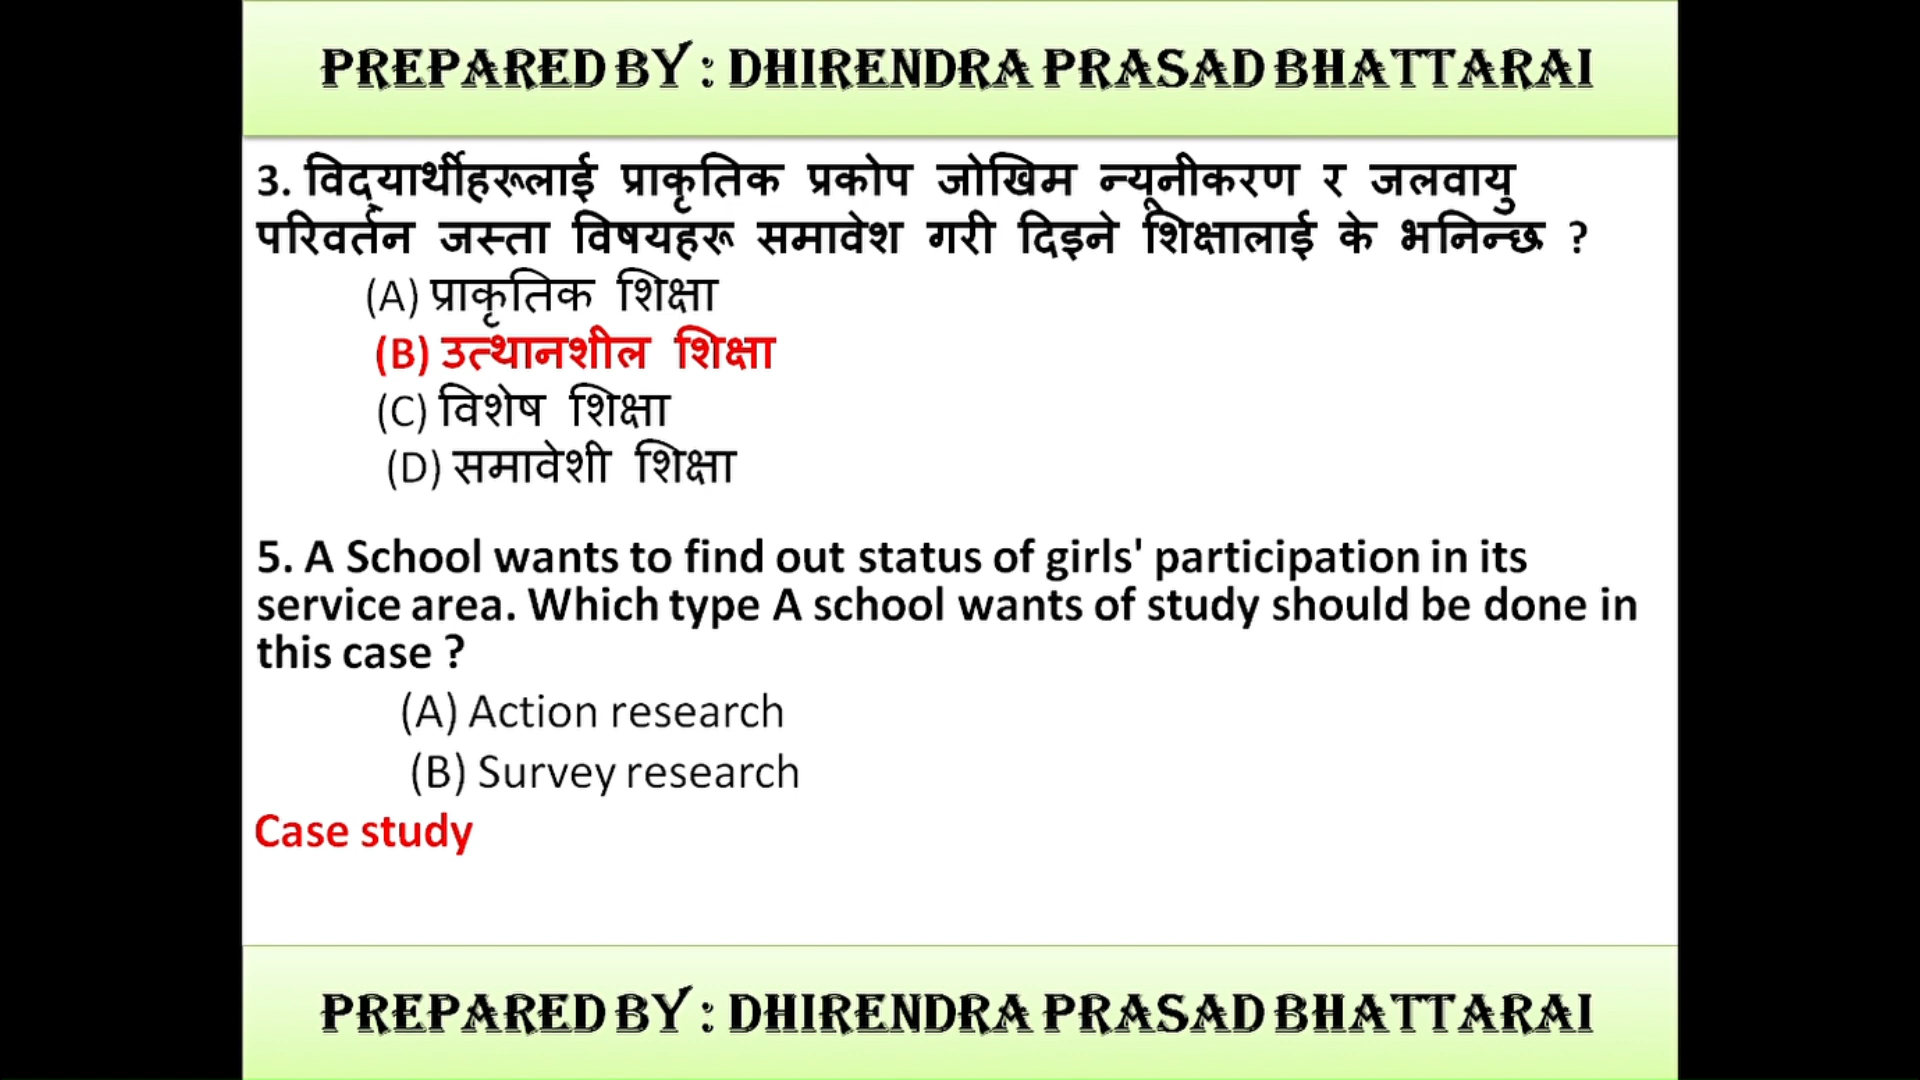 PREPARED BY : DHIRENDRA PRASAD BHATTARAI
3. विद्यार्थीहरूलाई प्राकृतिक प्रकोप जोखिम न्यूनीकरण र जलवायु
परिवर्तन जस्ता विषयहरू समावेश गरी दिइने शिक्षालाई के भनिन्छ ?
(A) प्राकृतिक शिक्षा
(B) उत्थानशील शिक्षा
(C) विशेष शिक्षा
(D) समावेशी शिक्षा
5. A School wants to find out status of girls' participation in its
service area. Which type A school wants of study should be done in
this case ?
(A) Action research
(B) Survey research
Case study
PREPARED BY : DHIRENDRA PRASAD BHATTARAI